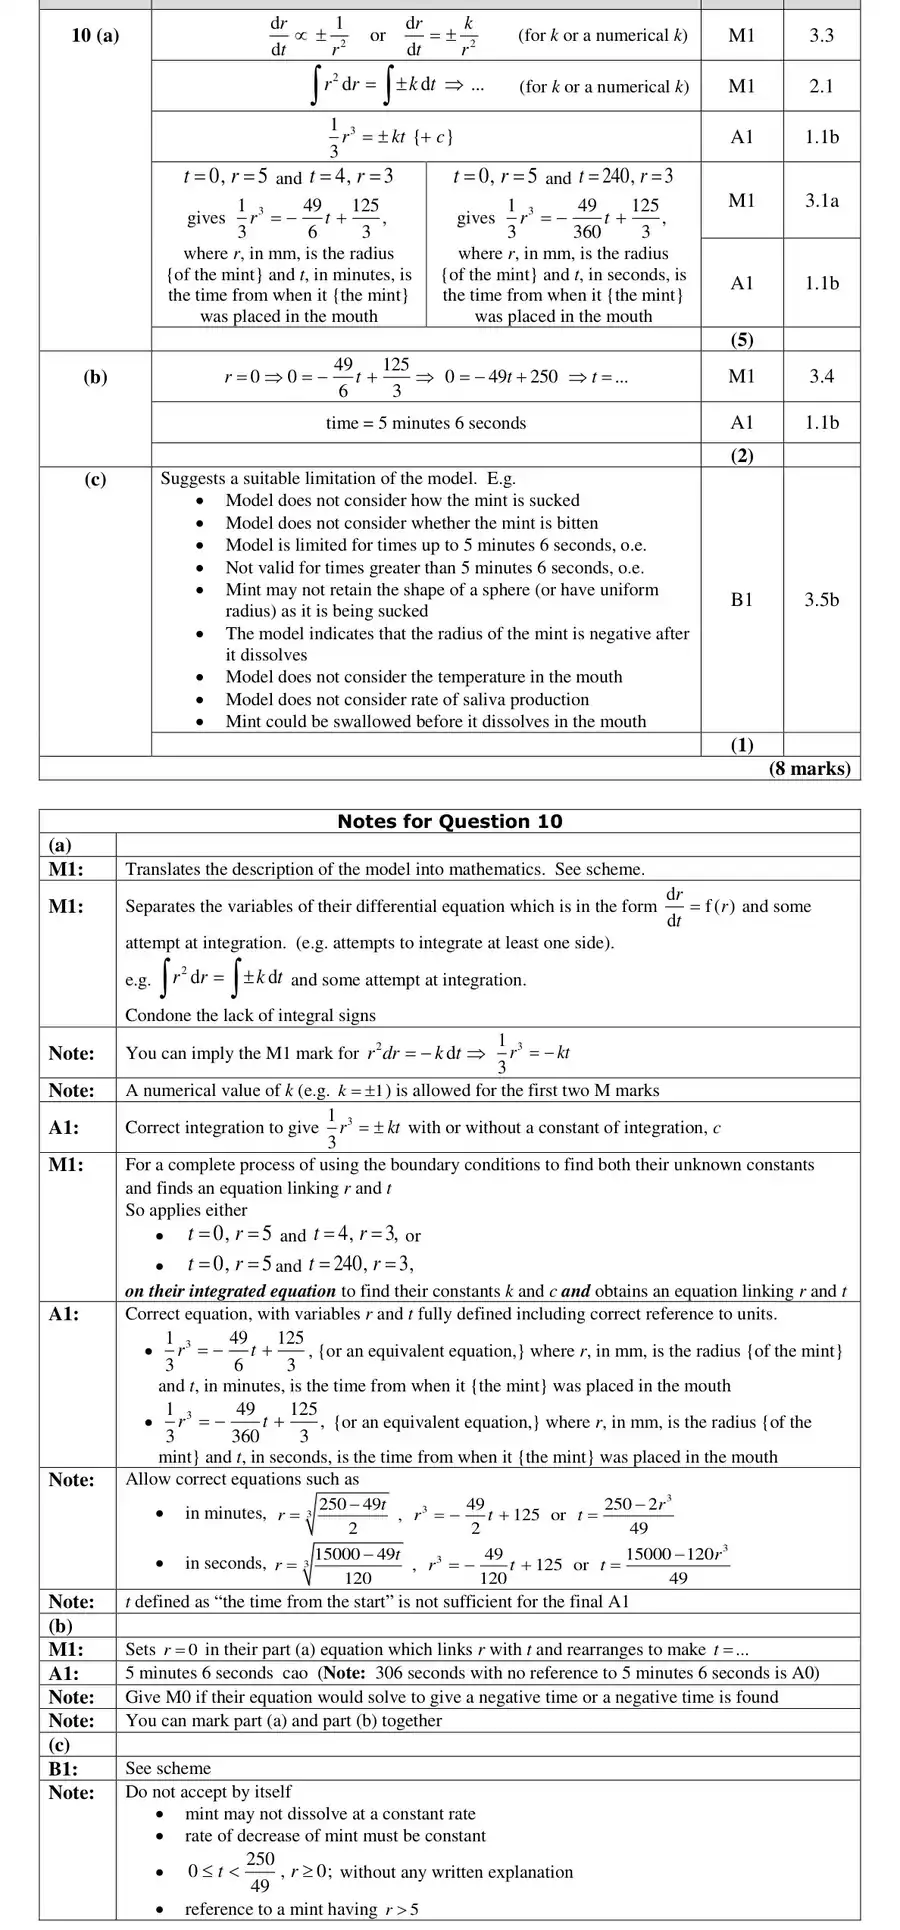 10 (a)
dr/dt ∝ ± 1/r² or dr/dt = ± k/r² (for k or a numerical k) M1 3.3
∫ r² dr = ∫ ±k dt ⇒ ... (for k or a numerical k) M1 2.1
1/3 r³ = ± kt {+ c} A1 1.1b
t = 0, r = 5 and t = 4, r = 3
gives 1/3 r³ = − 49/6 t + 125/3,
where r, in mm, is the radius
{of the mint} and t, in minutes, is
the time from when it {the mint}
was placed in the mouth
t = 0, r = 5 and t = 240, r = 3
gives 1/3 r³ = − 49/360 t + 125/3,
where r, in mm, is the radius
{of the mint} and t, in seconds, is
the time from when it {the mint}
was placed in the mouth
M1 3.1a
A1 1.1b
(5)
(b) r = 0 ⇒ 0 = − 49/6 t + 125/3 ⇒ 0 = − 49t + 250 ⇒ t = ... M1 3.4
time = 5 minutes 6 seconds A1 1.1b
(2)
(c) Suggests a suitable limitation of the model. E.g.
• Model does not consider how the mint is sucked
• Model does not consider whether the mint is bitten
• Model is limited for times up to 5 minutes 6 seconds, o.e.
• Not valid for times greater than 5 minutes 6 seconds, o.e.
• Mint may not retain the shape of a sphere (or have uniform
radius) as it is being sucked
• The model indicates that the radius of the mint is negative after
it dissolves
• Model does not consider the temperature in the mouth
• Model does not consider rate of saliva production
• Mint could be swallowed before it dissolves in the mouth
B1 3.5b
(1)
(8 marks)
Notes for Question 10
(a)
M1: Translates the description of the model into mathematics. See scheme.
M1: Separates the variables of their differential equation which is in the form dr/dt = f(r) and some
attempt at integration. (e.g. attempts to integrate at least one side).
e.g. ∫ r² dr = ∫ ±k dt and some attempt at integration.
Condone the lack of integral signs
Note: You can imply the M1 mark for r² dr = − k dt ⇒ 1/3 r³ = − kt
Note: A numerical value of k (e.g. k = ±1) is allowed for the first two M marks
A1: Correct integration to give 1/3 r³ = ± kt with or without a constant of integration, c
M1: For a complete process of using the boundary conditions to find both their unknown constants
and finds an equation linking r and t
So applies either
• t = 0, r = 5 and t = 4, r = 3, or
• t = 0, r = 5 and t = 240, r = 3,
on their integrated equation to find their constants k and c and obtains an equation linking r and t
A1: Correct equation, with variables r and t fully defined including correct reference to units.
• 1/3 r³ = − 49/6 t + 125/3, {or an equivalent equation,} where r, in mm, is the radius {of the mint}
and t, in minutes, is the time from when it {the mint} was placed in the mouth
• 1/3 r³ = − 49/360 t + 125/3, {or an equivalent equation,} where r, in mm, is the radius {of the
mint} and t, in seconds, is the time from when it {the mint} was placed in the mouth
Note: Allow correct equations such as
• in minutes, r = ∛((250 − 49t)/2), r³ = − 49/2 t + 125 or t = (250 − 2r³)/49
• in seconds, r = ∛((15000 − 49t)/120), r³ = − 49/120 t + 125 or t = (15000 − 120r³)/49
Note: t defined as “the time from the start” is not sufficient for the final A1
(b)
M1: Sets r = 0 in their part (a) equation which links r with t and rearranges to make t = ...
A1: 5 minutes 6 seconds cao (Note: 306 seconds with no reference to 5 minutes 6 seconds is A0)
Note: Give M0 if their equation would solve to give a negative time or a negative time is found
Note: You can mark part (a) and part (b) together
(c)
B1: See scheme
Note: Do not accept by itself
• mint may not dissolve at a constant rate
• rate of decrease of mint must be constant
• 0 ≤ t < 250/49, r ≥ 0; without any written explanation
• reference to a mint having r > 5